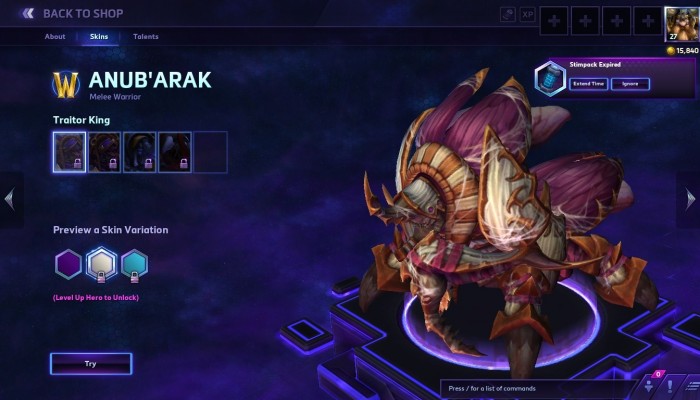 BACK TO SHOP
XP
27
15,840
About
Skins
Talents
Stimpack Expired
Extend Time
Ignore
W
ANUB'ARAK
Melee Warrior
Traitor King
Preview a Skin Variation
(Level Up Hero to Unlock)
Try
Press / for a list of commands
0